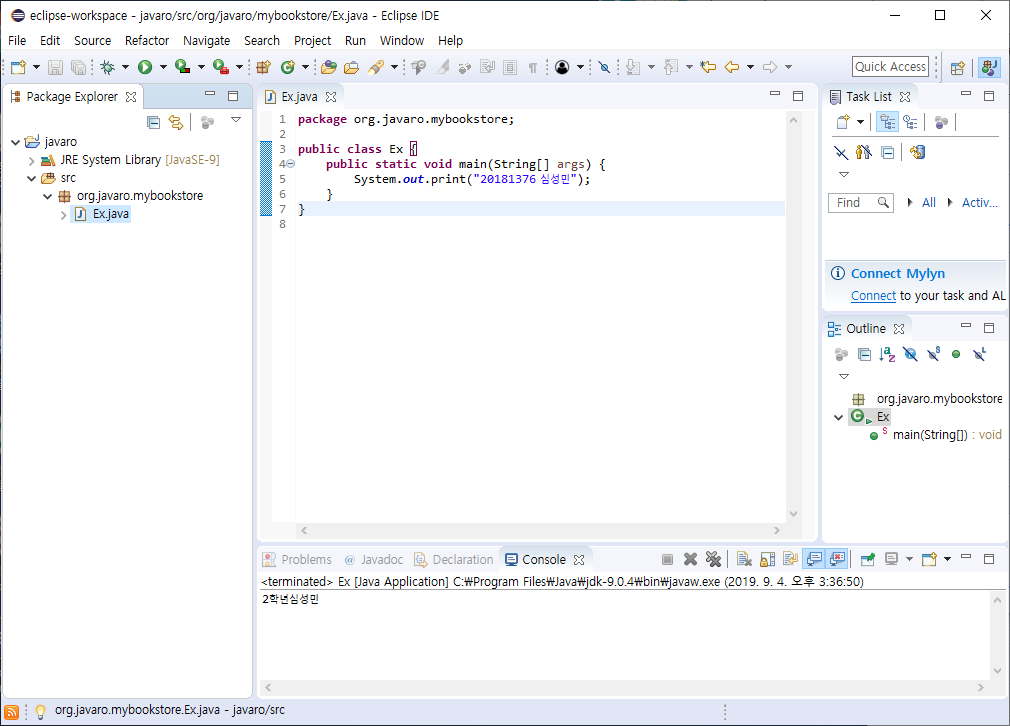 eclipse-workspace - javaro/src/org/javaro/mybookstore/Ex.java - Eclipse IDE
File Edit Source Refactor Navigate Search Project Run Window Help
Quick Access
Package Explorer
javaro
JRE System Library [JavaSE-9]
src
org.javaro.mybookstore
Ex.java
Ex.java
1 package org.javaro.mybookstore;
2
3 public class Ex {
4 public static void main(String[] args) {
5 System.out.print("20181376 심성민");
6 }
7 }
8
Task List
Find
All
Activ...
Connect Mylyn
Connect to your task and AL
Outline
org.javaro.mybookstore
Ex
main(String[]) : void
Problems @ Javadoc Declaration Console
<terminated> Ex [Java Application] C:₩Program Files₩Java₩jdk-9.0.4₩bin₩javaw.exe (2019. 9. 4. 오후 3:36:50)
2학년심성민
org.javaro.mybookstore.Ex.java - javaro/src